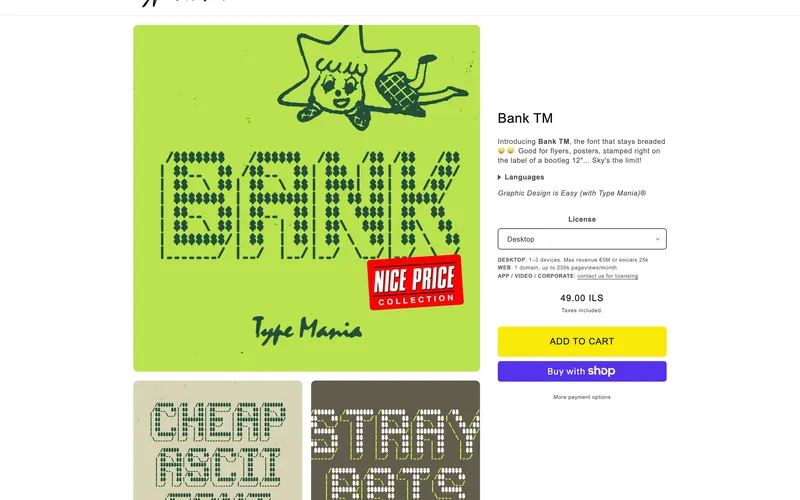 BANK
NICE PRICE
COLLECTION
Type Mania
CHEAP
ASCII
STRAY
Bank TM
Introducing Bank TM, the font that stays breaded
😄😄 Good for flyers, posters, stamped right on
the label of a bootleg 12"... Sky's the limit!
Languages
Graphic Design is Easy (with Type Mania)®
License
Desktop
DESKTOP: 1–3 devices. Max revenue €5M or socials 25k
WEB: 1 domain, up to 250k pageviews/month
APP / VIDEO / CORPORATE: contact us for licensing
49.00 ILS
Taxes included.
ADD TO CART
Buy with shop
More payment options